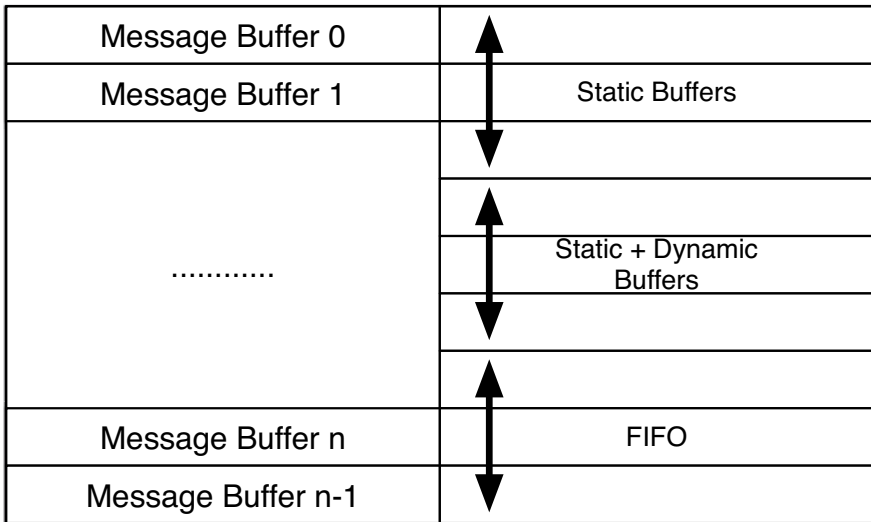 Message Buffer 0
Message Buffer 1
Static Buffers
............
Static + Dynamic
Buffers
Message Buffer n
FIFO
Message Buffer n-1